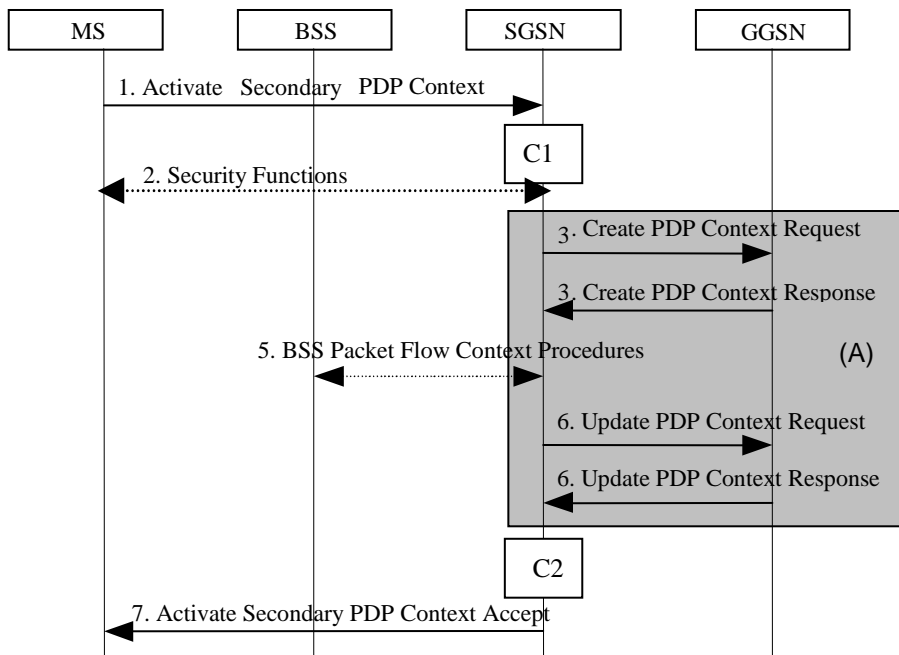 MS
BSS
SGSN
GGSN
1. Activate Secondary PDP Context
C1
2. Security Functions
3. Create PDP Context Request
3. Create PDP Context Response
5. BSS Packet Flow Context Procedures
(A)
6. Update PDP Context Request
6. Update PDP Context Response
C2
7. Activate Secondary PDP Context Accept